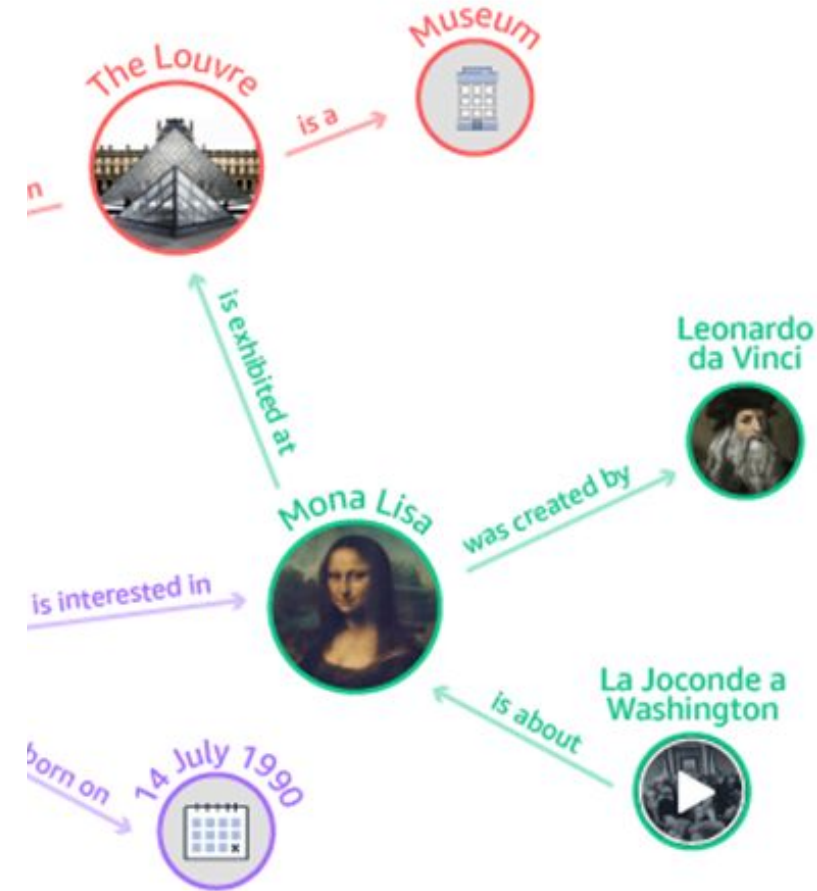 The Louvre
Museum
is a
n
is exhibited at
Leonardo
da Vinci
Mona Lisa
was created by
is interested in
La Joconde a
Washington
is about
born on
14 July 1990